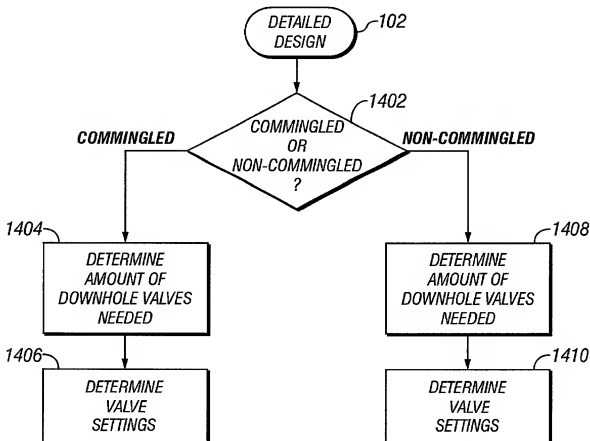 DETAILED
DESIGN
102
1402
COMMINGLED
OR
NON-COMMINGLED
?
COMMINGLED
NON-COMMINGLED
1404
DETERMINE
AMOUNT OF
DOWNHOLE VALVES
NEEDED
1408
DETERMINE
AMOUNT OF
DOWNHOLE VALVES
NEEDED
1406
DETERMINE
VALVE
SETTINGS
1410
DETERMINE
VALVE
SETTINGS